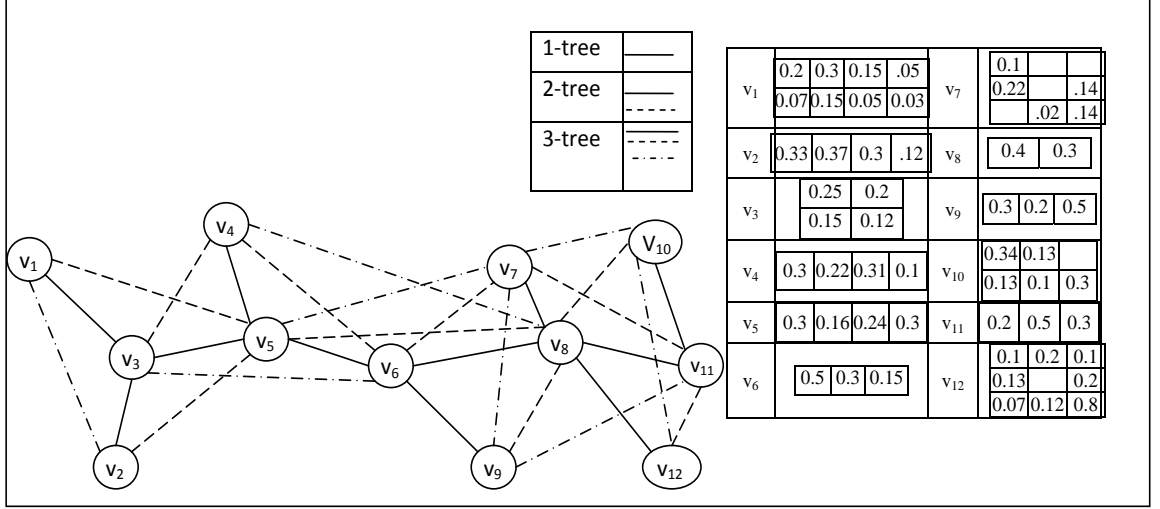 1-tree
2-tree
3-tree
v1 0.2 0.3 0.15 .05 v7 0.1
0.07 0.15 0.05 0.03 0.22 .14
.02 .14
v2 0.33 0.37 0.3 .12 v8 0.4 0.3
v3 0.25 0.2 v9 0.3 0.2 0.5
0.15 0.12
v4 0.3 0.22 0.31 0.1 v10 0.34 0.13
0.13 0.1 0.3
v5 0.3 0.16 0.24 0.3 v11 0.2 0.5 0.3
v6 0.5 0.3 0.15 v12 0.1 0.2 0.1
0.13 0.2
0.07 0.12 0.8
v4
v1
V10
v7
v5
v8
v3
v6
v11
v2
v9
v12